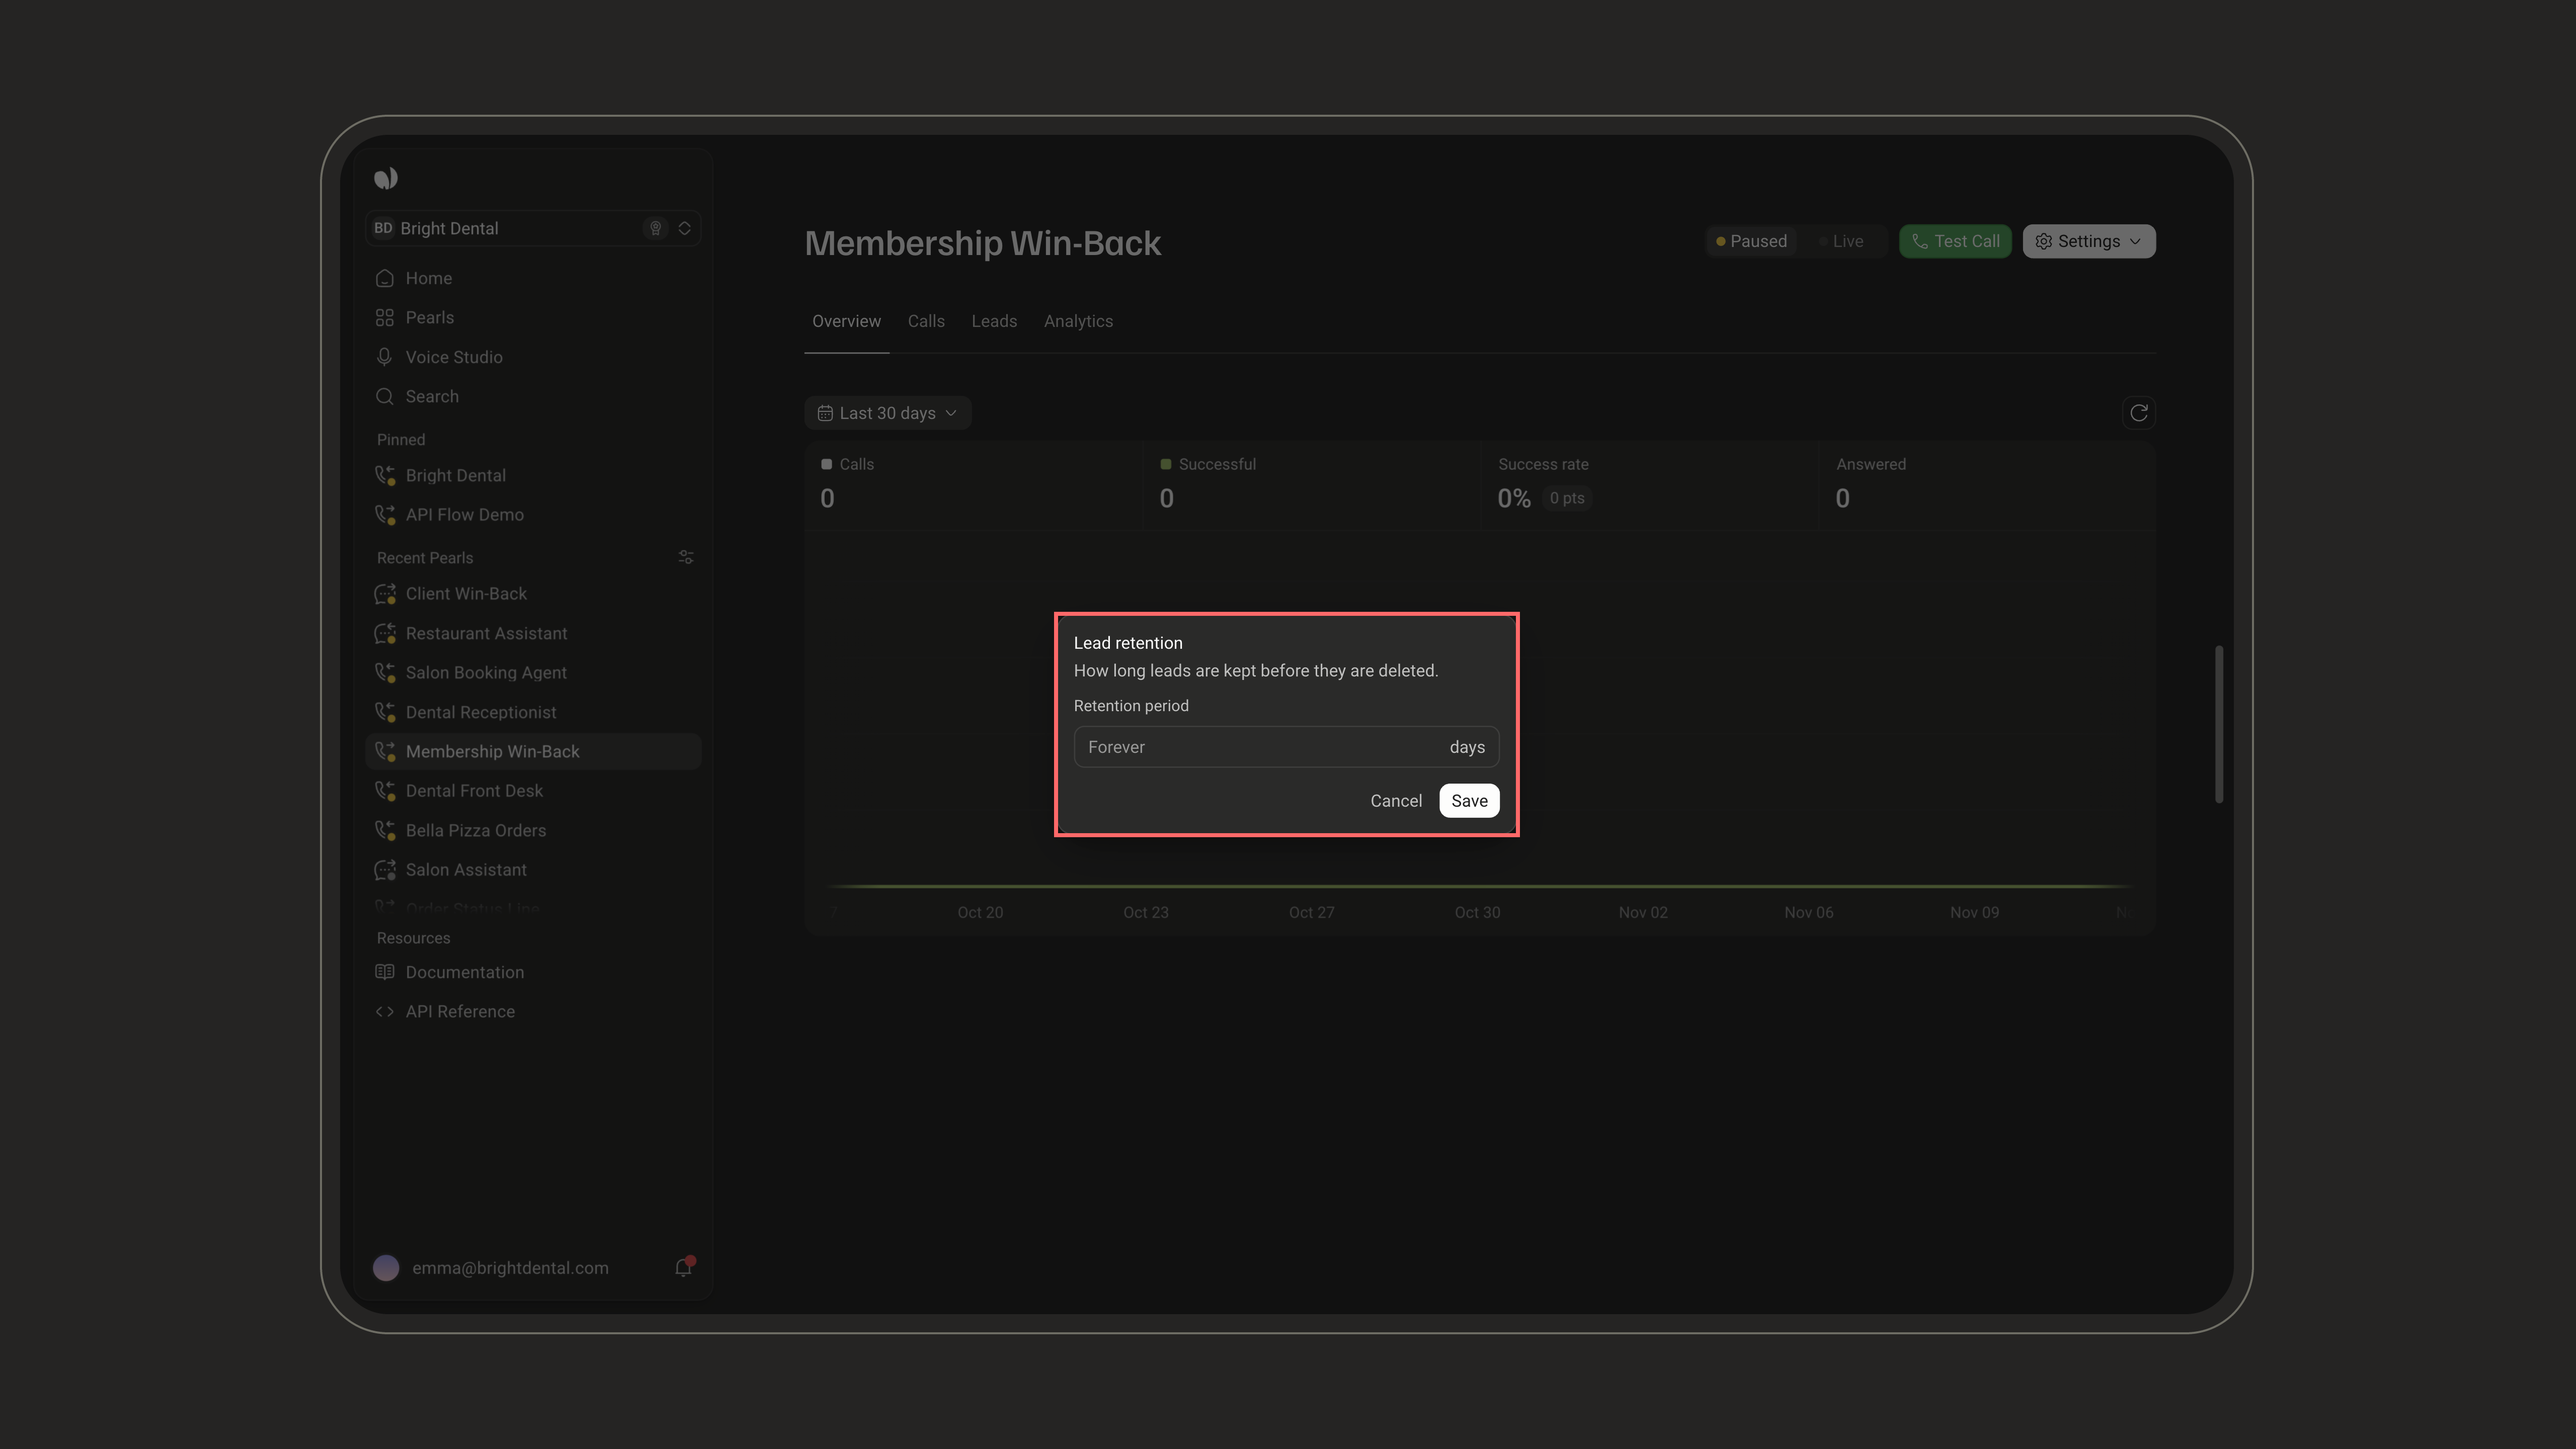 BD Bright Dental
Home
Pearls
Voice Studio
Search
Pinned
Bright Dental
API Flow Demo
Recent Pearls
Client Win-Back
Restaurant Assistant
Salon Booking Agent
Dental Receptionist
Membership Win-Back
Dental Front Desk
Bella Pizza Orders
Salon Assistant
Order Status Line
Resources
Documentation
API Reference
emma@brightdental.com
Membership Win-Back
Paused Live Test Call Settings
Overview Calls Leads Analytics
Last 30 days
Calls Successful Success rate Answered
0 0 0% 0 pts 0
Lead retention
How long leads are kept before they are deleted.
Retention period
Forever days
Cancel Save
Oct 20 Oct 23 Oct 27 Oct 30 Nov 02 Nov 06 Nov 09